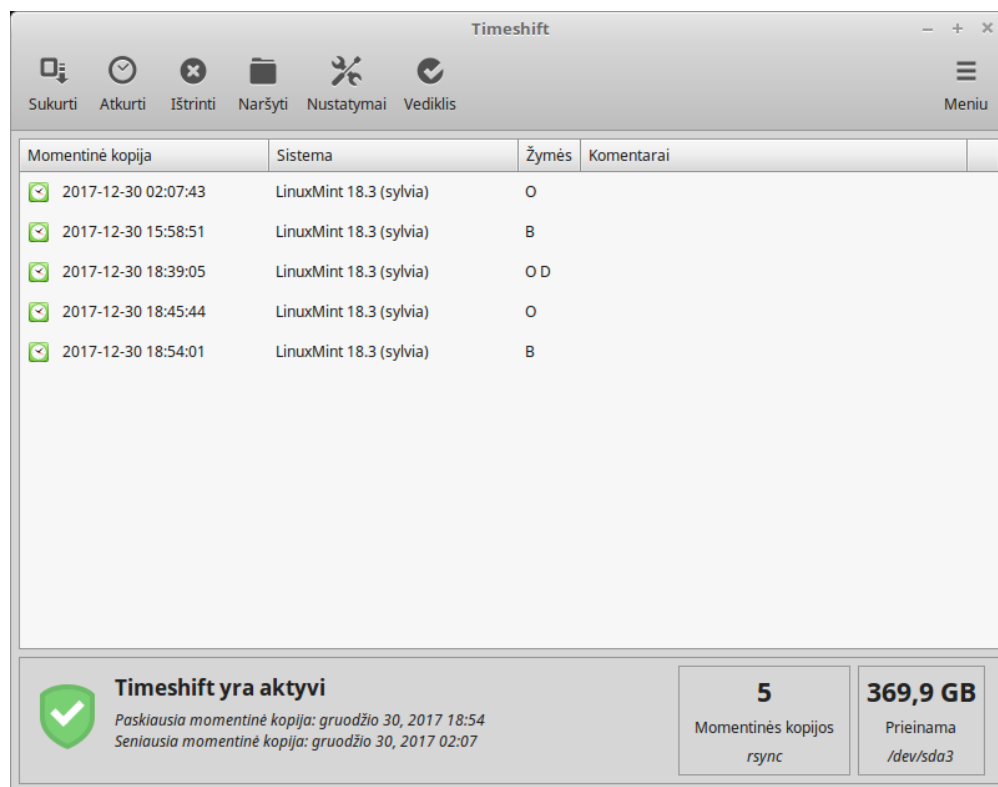 Timeshift
Sukurti Atkurti Ištrinti Naršyti Nustatymai Vediklis Meniu
Momentinė kopija Sistema Žymės Komentarai
2017-12-30 02:07:43 LinuxMint 18.3 (sylvia) O
2017-12-30 15:58:51 LinuxMint 18.3 (sylvia) B
2017-12-30 18:39:05 LinuxMint 18.3 (sylvia) O D
2017-12-30 18:45:44 LinuxMint 18.3 (sylvia) O
2017-12-30 18:54:01 LinuxMint 18.3 (sylvia) B
Timeshift yra aktyvi
Paskiausia momentinė kopija: gruodžio 30, 2017 18:54
Seniausia momentinė kopija: gruodžio 30, 2017 02:07
5
Momentinės kopijos
rsync
369,9 GB
Prieinama
/dev/sda3